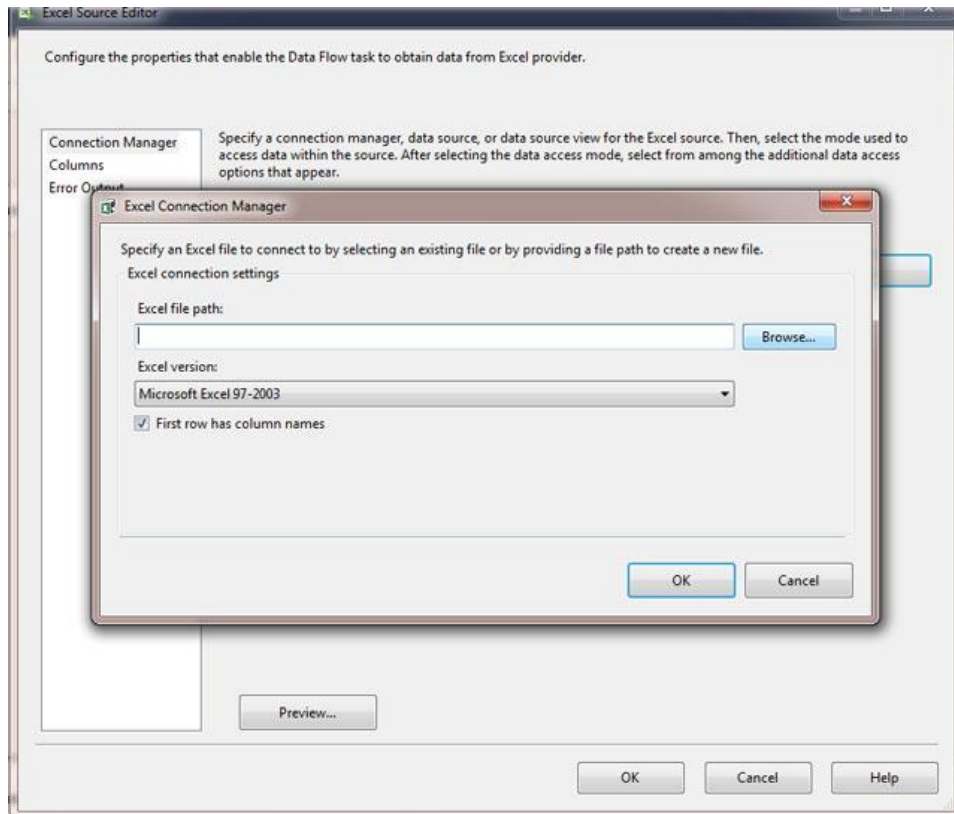 Excel Source Editor
Configure the properties that enable the Data Flow task to obtain data from Excel provider.
Connection Manager
Columns
Error Output
Specify a connection manager, data source, or data source view for the Excel source. Then, select the mode used to
access data within the source. After selecting the data access mode, select from among the additional data access
options that appear.
Excel Connection Manager
Specify an Excel file to connect to by selecting an existing file or by providing a file path to create a new file.
Excel connection settings
Excel file path:
Browse...
Excel version:
Microsoft Excel 97-2003
First row has column names
OK Cancel
Preview...
OK Cancel Help